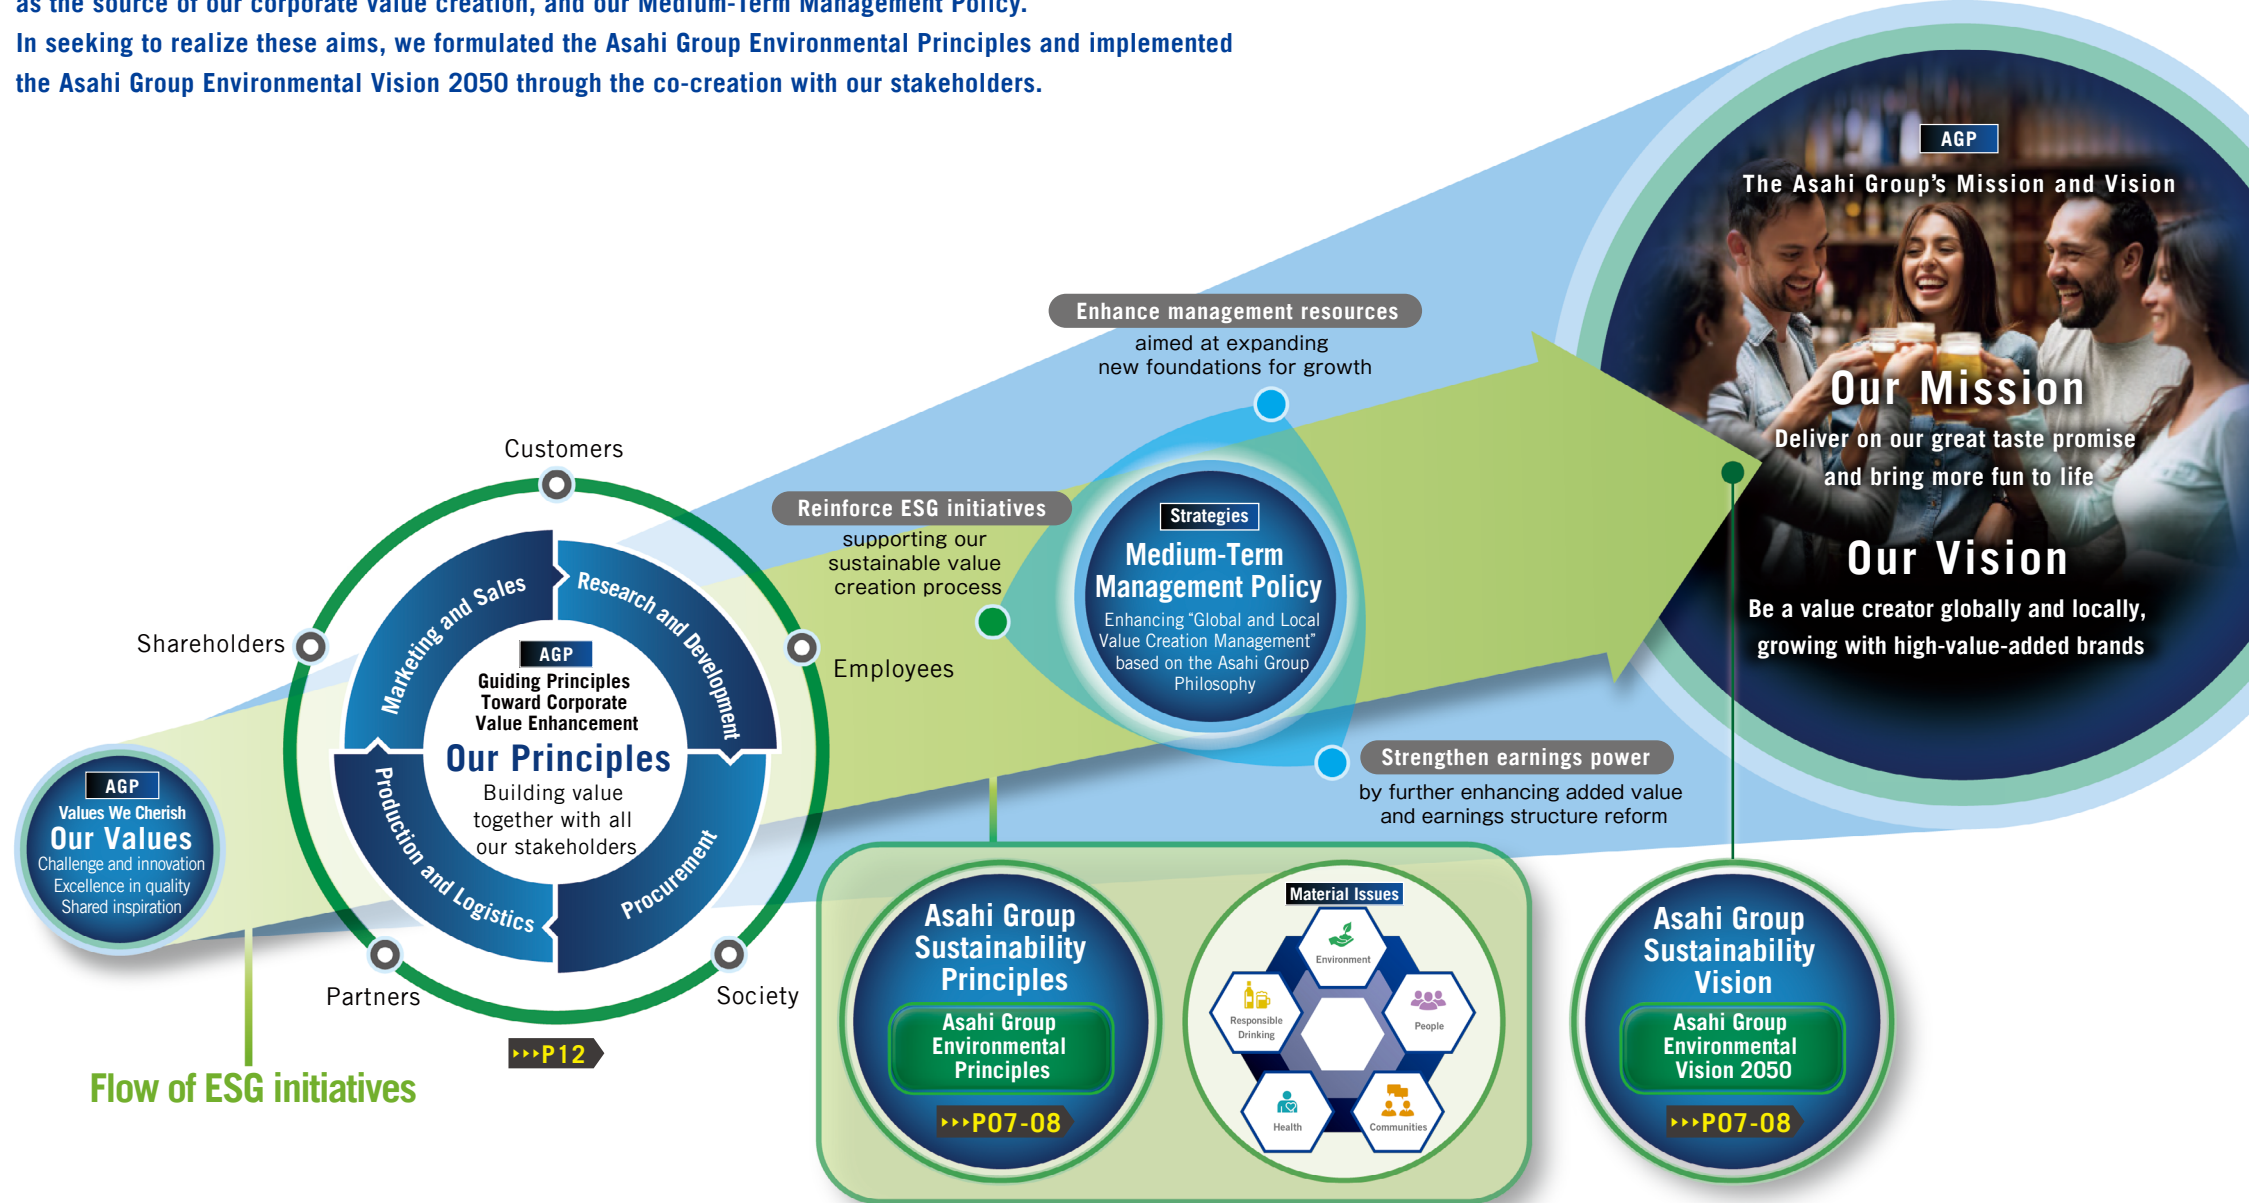 as the source of our corporate value creation, and our Medium-Term Management Policy.
In seeking to realize these aims, we formulated the Asahi Group Environmental Principles and implemented
the Asahi Group Environmental Vision 2050 through the co-creation with our stakeholders.
AGP
The Asahi Group's Mission and Vision
Our Mission
Deliver on our great taste promise
and bring more fun to life
Our Vision
Be a value creator globally and locally,
growing with high-value-added brands
Enhance management resources
aimed at expanding
new foundations for growth
Reinforce ESG initiatives
supporting our
sustainable value
creation process
Strategies
Medium-Term
Management Policy
Enhancing "Global and Local
Value Creation Management"
based on the Asahi Group
Philosophy
Strengthen earnings power
by further enhancing added value
and earnings structure reform
Customers
Shareholders
Employees
Partners
Society
Marketing and Sales
Research and Development
Production and Logistics
Procurement
AGP
Guiding Principles
Toward Corporate
Value Enhancement
Our Principles
Building value
together with all
our stakeholders
P12
AGP
Values We Cherish
Our Values
Challenge and innovation
Excellence in quality
Shared inspiration
Flow of ESG initiatives
Asahi Group
Sustainability
Principles
Asahi Group
Environmental
Principles
P07-08
Material Issues
Environment
Responsible
Drinking
People
Health
Communities
Asahi Group
Sustainability
Vision
Asahi Group
Environmental
Vision 2050
P07-08